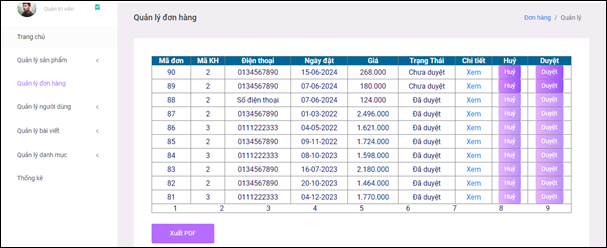 Quản trị viên
Quản lý đơn hàng
Đơn hàng / Quản lý
Trang chủ
Quản lý sản phẩm
Quản lý đơn hàng
Quản lý người dùng
Quản lý bài viết
Quản lý danh mục
Thống kê
Mã đơn Mã KH Điện thoại Ngày đặt Giá Trạng Thái Chi tiết Huỷ Duyệt
90 2 0134567890 15-06-2024 268.000 Chưa duyệt Xem Huỷ Duyệt
89 2 0134567890 07-06-2024 180.000 Chưa duyệt Xem Huỷ Duyệt
88 2 Số điện thoại 07-06-2024 124.000 Đã duyệt Xem Huỷ Duyệt
87 2 0134567890 01-03-2022 2.496.000 Đã duyệt Xem Huỷ Duyệt
86 3 0111222333 04-05-2022 1.621.000 Đã duyệt Xem Huỷ Duyệt
85 2 0134567890 09-11-2022 1.724.000 Đã duyệt Xem Huỷ Duyệt
84 3 0111222333 08-10-2023 1.598.000 Đã duyệt Xem Huỷ Duyệt
83 2 0134567890 16-07-2023 2.180.000 Đã duyệt Xem Huỷ Duyệt
82 2 0134567890 20-10-2023 1.464.000 Đã duyệt Xem Huỷ Duyệt
81 3 0111222333 04-12-2023 1.770.000 Đã duyệt Xem Huỷ Duyệt
1 2 3 4 5 6 7 8 9
Xuất PDF